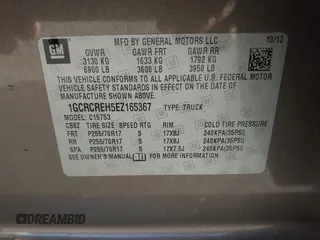 GM
MFD BY GENERAL MOTORS LLC
10/13
GVWR GAWR FRT GAWR RR
3130 KG 1633 KG 1792 KG
6900 LB 3600 LB 3950 LB
THIS VEHICLE CONFORMS TO ALL APPLICABLE U.S. FEDERAL MOTOR
VEHICLE SAFETY STANDARDS IN EFFECT ON THE DATE OF
MANUFACTURE SHOWN ABOVE.
1GCRCREH5EZ165367 TYPE: TRUCK
MODEL: C15753
TIRE SIZE SPEED RTG RIM COLD TIRE PRESSURE
FRT P255/70R17 S 17X8J 240KPA(35PSI)
RR P255/70R17 S 17X8J 240KPA(35PSI)
SPA P255/70R17 S 17X7.5J 240KPA(35PSI)
SEE OWNER'S MANUAL FOR
DREAMBID